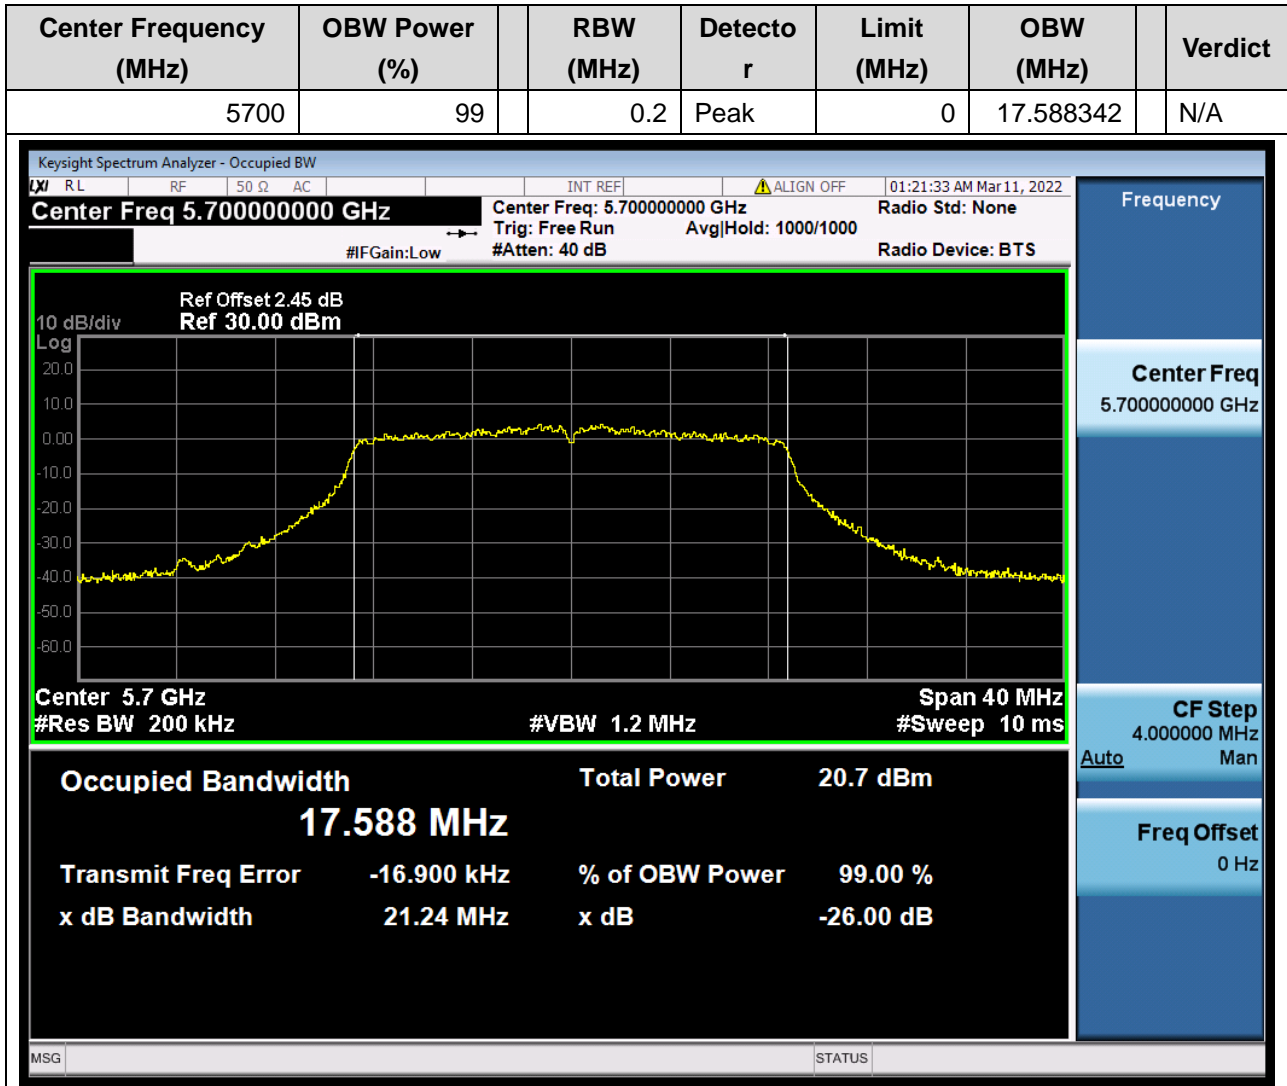 Center Frequency (MHz) OBW Power (%) RBW (MHz) Detecto r Limit (MHz) OBW (MHz) Verdict
5700 99 0.2 Peak 0 17.588342 N/A
Keysight Spectrum Analyzer - Occupied BW
LXI RL RF 50 Ω AC INT REF ALIGN OFF 01:21:33 AM Mar 11, 2022
Center Freq 5.700000000 GHz
Center Freq: 5.700000000 GHz Radio Std: None
Trig: Free Run Avg|Hold: 1000/1000
#IFGain:Low #Atten: 40 dB Radio Device: BTS
Ref Offset 2.45 dB
10 dB/div Ref 30.00 dBm
Log
20.0
10.0
0.00
-10.0
-20.0
-30.0
-40.0
-50.0
-60.0
Center 5.7 GHz Span 40 MHz
#Res BW 200 kHz #VBW 1.2 MHz #Sweep 10 ms
Occupied Bandwidth Total Power 20.7 dBm
17.588 MHz
Transmit Freq Error -16.900 kHz % of OBW Power 99.00 %
x dB Bandwidth 21.24 MHz x dB -26.00 dB
Frequency
Center Freq
5.700000000 GHz
CF Step
4.000000 MHz
Auto Man
Freq Offset
0 Hz
MSG STATUS